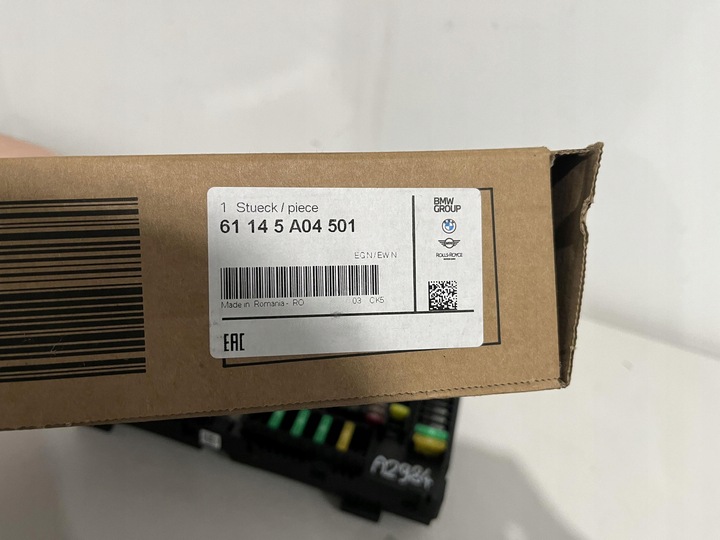 1 Stueck / piece
61 14 5 A04 501
EGN/EWN
Made in Romania - RO 03 CK5
EAC
BMW
GROUP
ROLLS-ROYCE
A2984